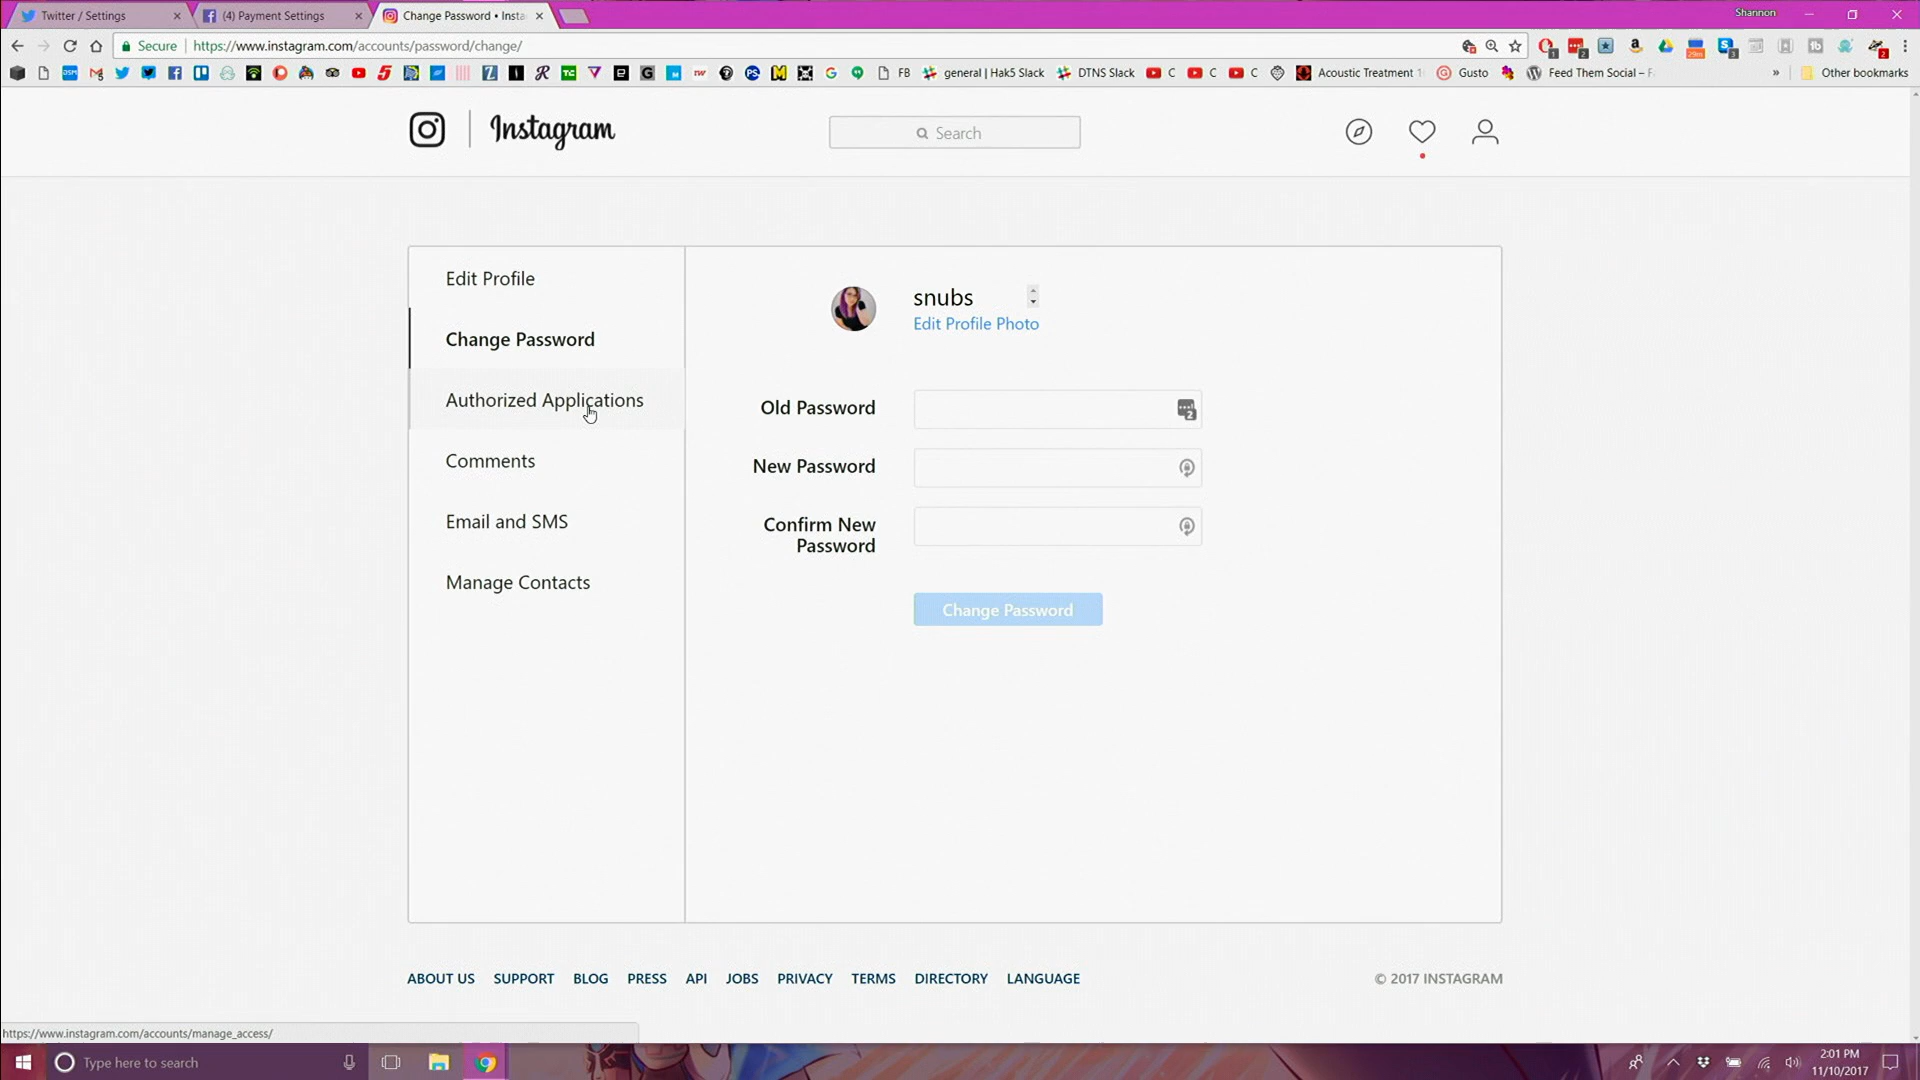 Twitter / Settings
(4) Payment Settings
Change Password • Insta
Shannon
Secure
https://www.instagram.com/accounts/password/change/
FB
general | Hak5 Slack
DTNS Slack
C
C
C
Acoustic Treatment 1
Gusto
Feed Them Social – F
»
Other bookmarks
Instagram
Search
Edit Profile
Change Password
Authorized Applications
Comments
Email and SMS
Manage Contacts
snubs
Edit Profile Photo
Old Password
New Password
Confirm New
Password
Change Password
ABOUT US SUPPORT BLOG PRESS API JOBS PRIVACY TERMS DIRECTORY LANGUAGE
© 2017 INSTAGRAM
https://www.instagram.com/accounts/manage_access/
Type here to search
2:01 PM
11/10/2017